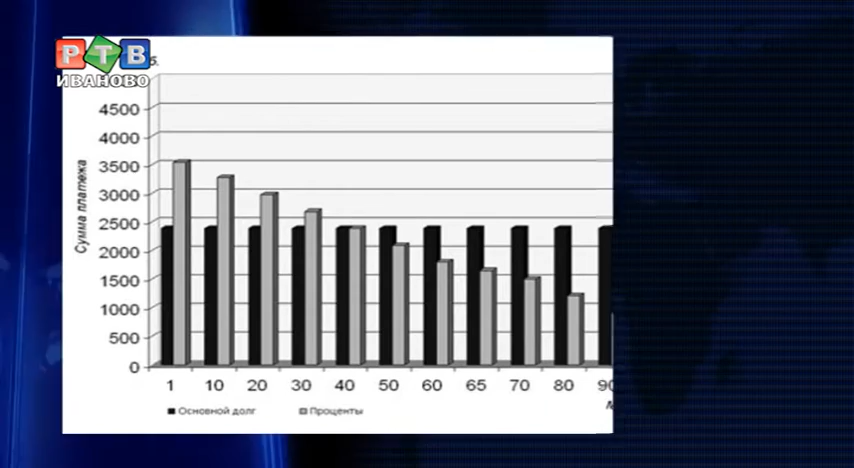 РТВ
ИВАНОВО
б.
4500
4000
3500
3000
2500
2000
1500
1000
500
0
Сумма платежа
1 10 20 30 40 50 60 65 70 80 90
Основной долг Проценты